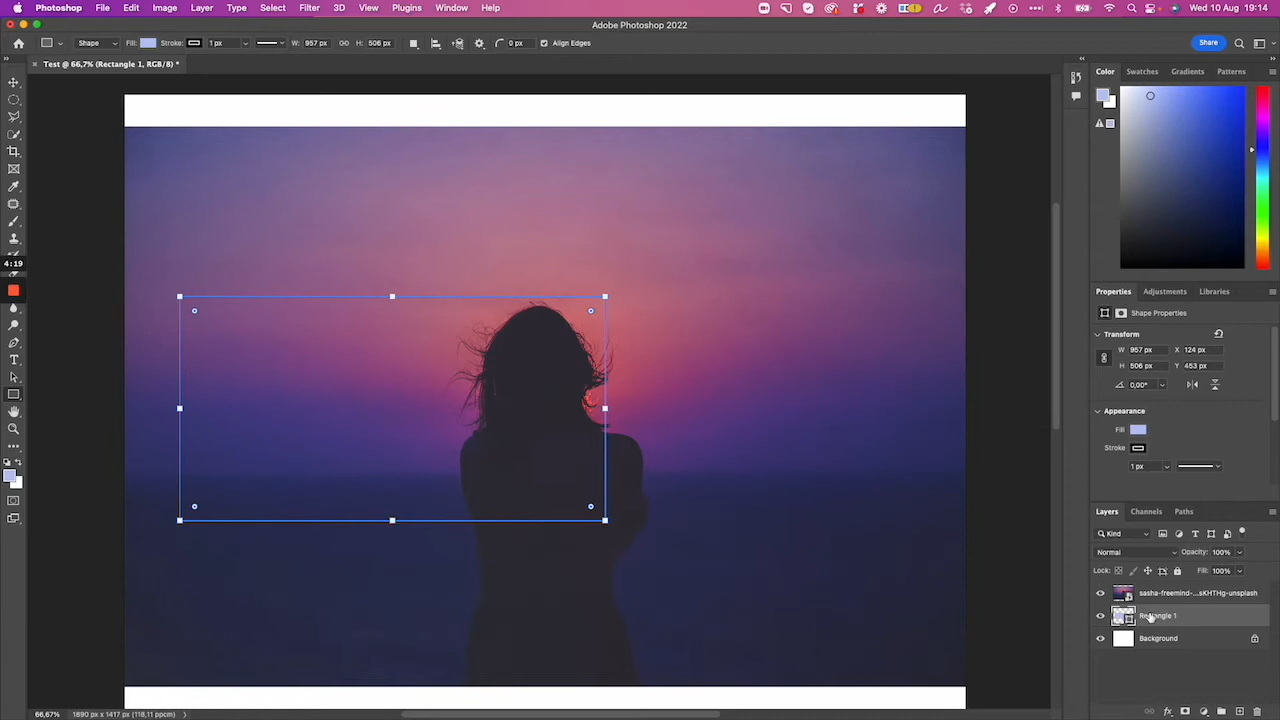 Photoshop File Edit Image Layer Type Select Filter 3D View Plugins Window Help Wed 10 Aug 19:14
Adobe Photoshop 2022
Shape Fill: Stroke: 1 px W: 957 px H: 506 px 0 px Align Edges Share
Test @ 66,7% (Rectangle 1, RGB/8) *
Color Swatches Gradients Patterns
4:19
Properties Adjustments Libraries
Shape Properties
Transform
W 957 px X 124 px
H 506 px Y 453 px
0,00°
Appearance
Fill
Stroke
1 px
Layers Channels Paths
Kind
Normal Opacity: 100%
Lock: Fill: 100%
sasha-freemind-...sKHTHg-unsplash
Rectangle 1
Background
66,67% 1890 px x 1417 px (118,11 ppcm)